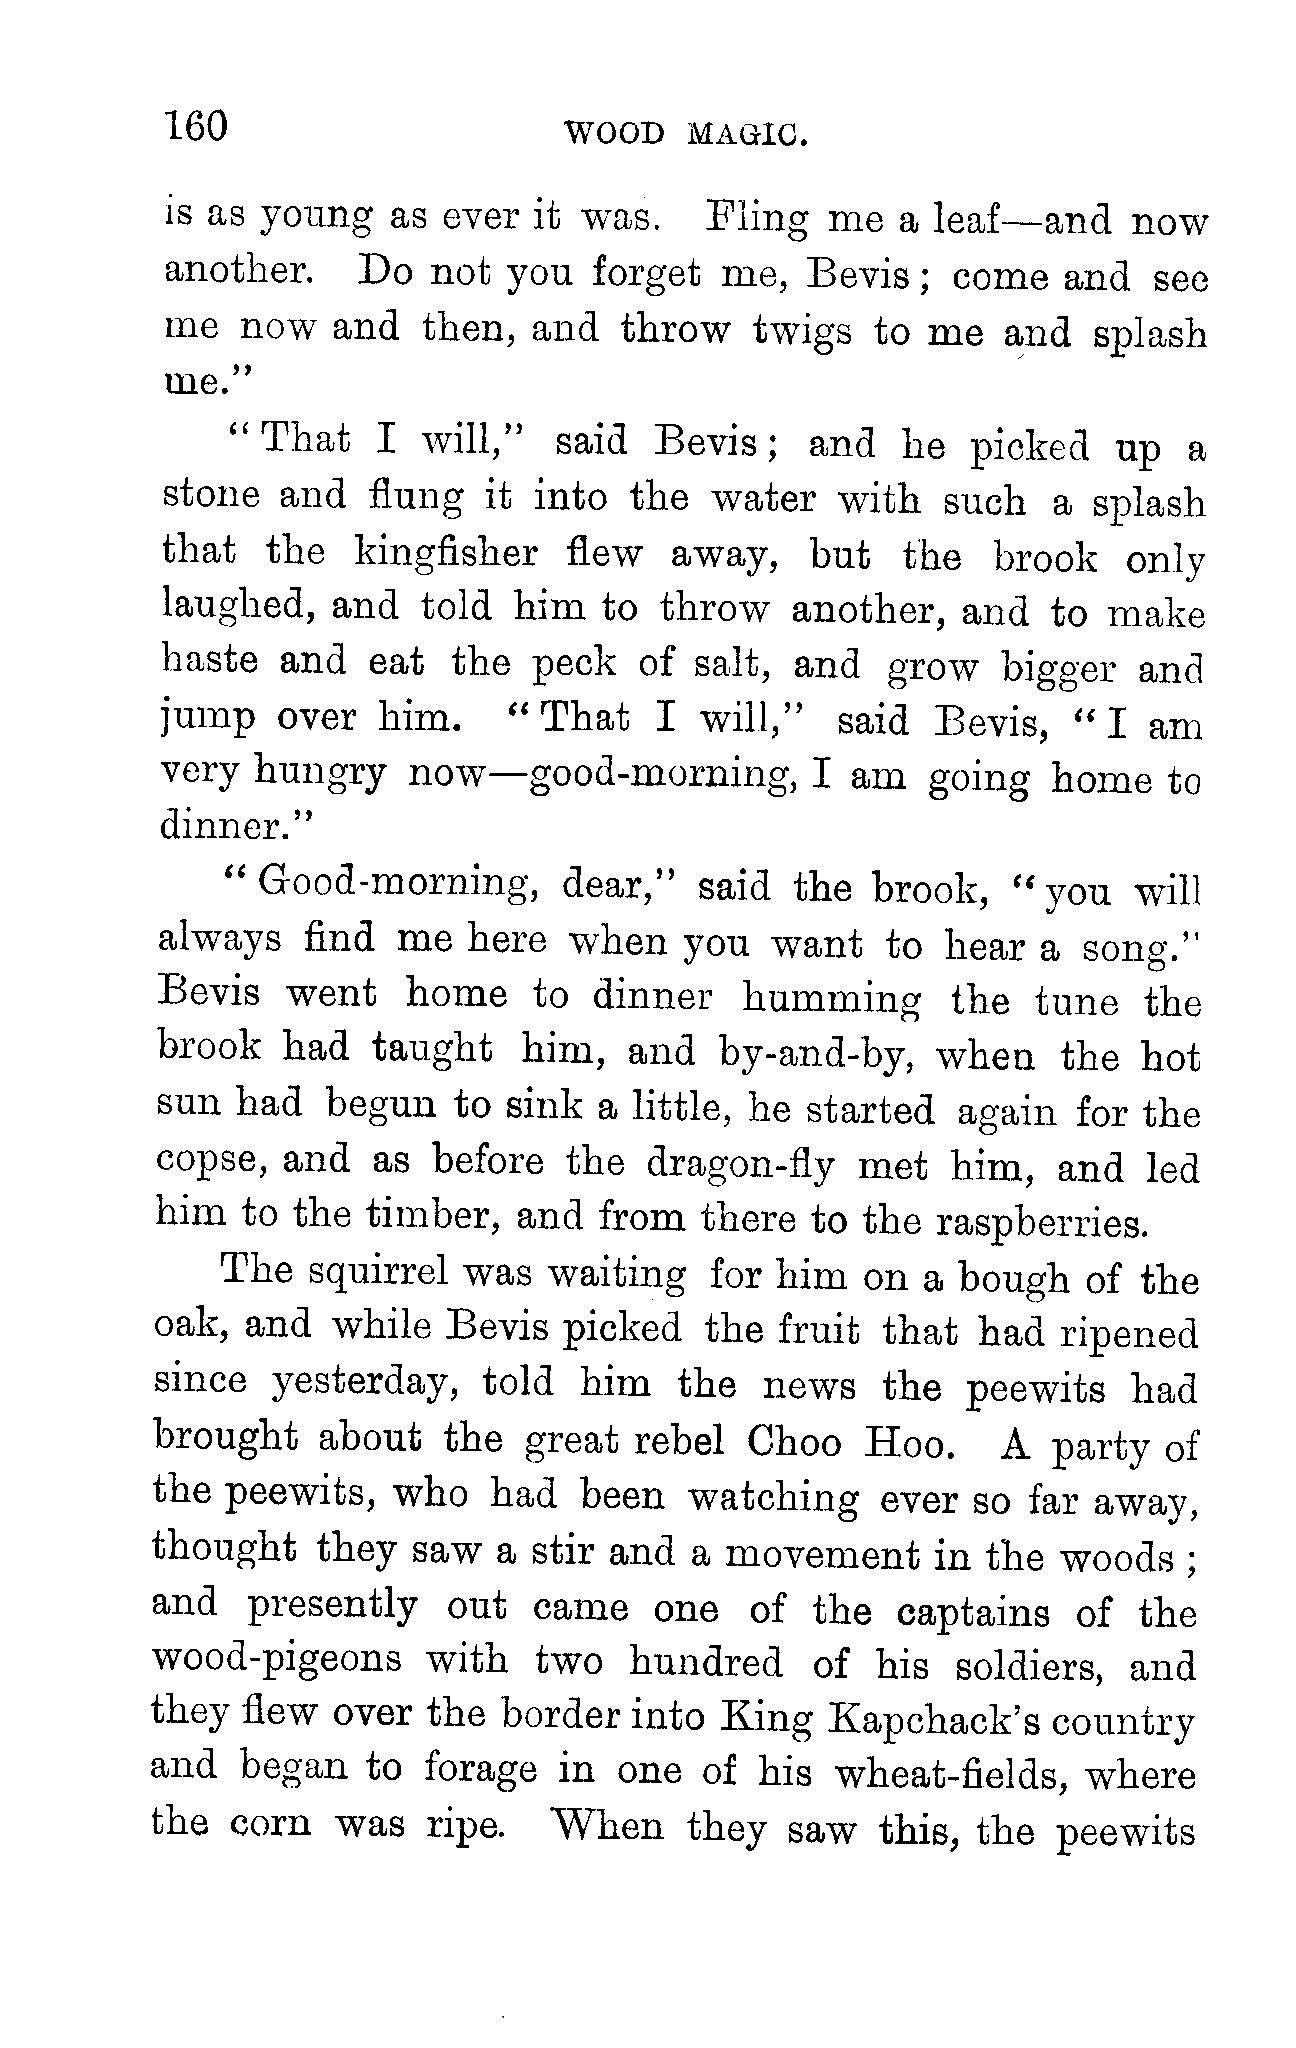 160 WOOD MAGIC.
is as young as ever it was. Fling me a leaf—and now
another. Do not you forget me, Bevis; come and see
me now and then, and throw twigs to me and splash
me."
"That I will," said Bevis; and he picked up a
stone and flung it into the water with such a splash
that the kingfisher flew away, but the brook only
laughed, and told him to throw another, and to make
haste and eat the peck of salt, and grow bigger and
jump over him. "That I will," said Bevis, "I am
very hungry now—good-morning, I am going home to
dinner."
"Good-morning, dear," said the brook, "you will
always find me here when you want to hear a song."
Bevis went home to dinner humming the tune the
brook had taught him, and by-and-by, when the hot
sun had begun to sink a little, he started again for the
copse, and as before the dragon-fly met him, and led
him to the timber, and from there to the raspberries.
The squirrel was waiting for him on a bough of the
oak, and while Bevis picked the fruit that had ripened
since yesterday, told him the news the peewits had
brought about the great rebel Choo Hoo. A party of
the peewits, who had been watching ever so far away,
thought they saw a stir and a movement in the woods;
and presently out came one of the captains of the
wood-pigeons with two hundred of his soldiers, and
they flew over the border into King Kapchack's country
and began to forage in one of his wheat-fields, where
the corn was ripe. When they saw this, the peewits